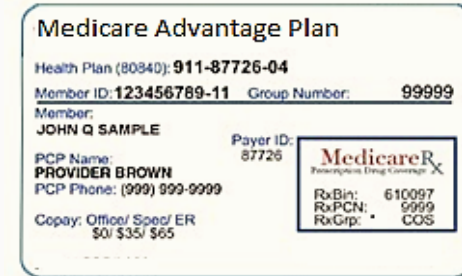 Medicare Advantage Plan
Health Plan (80840): 911-87726-04
Member ID: 123456789-11 Group Number: 99999
Member:
JOHN Q SAMPLE
Payer ID:
87726
PCP Name:
PROVIDER BROWN
PCP Phone: (999) 999-9999
Copay: Office/ Spec/ ER
$0/ $35/ $65
MedicareRx
Prescription Drug Coverage
RxBin: 610097
RxPCN: 9999
RxGrp: COS